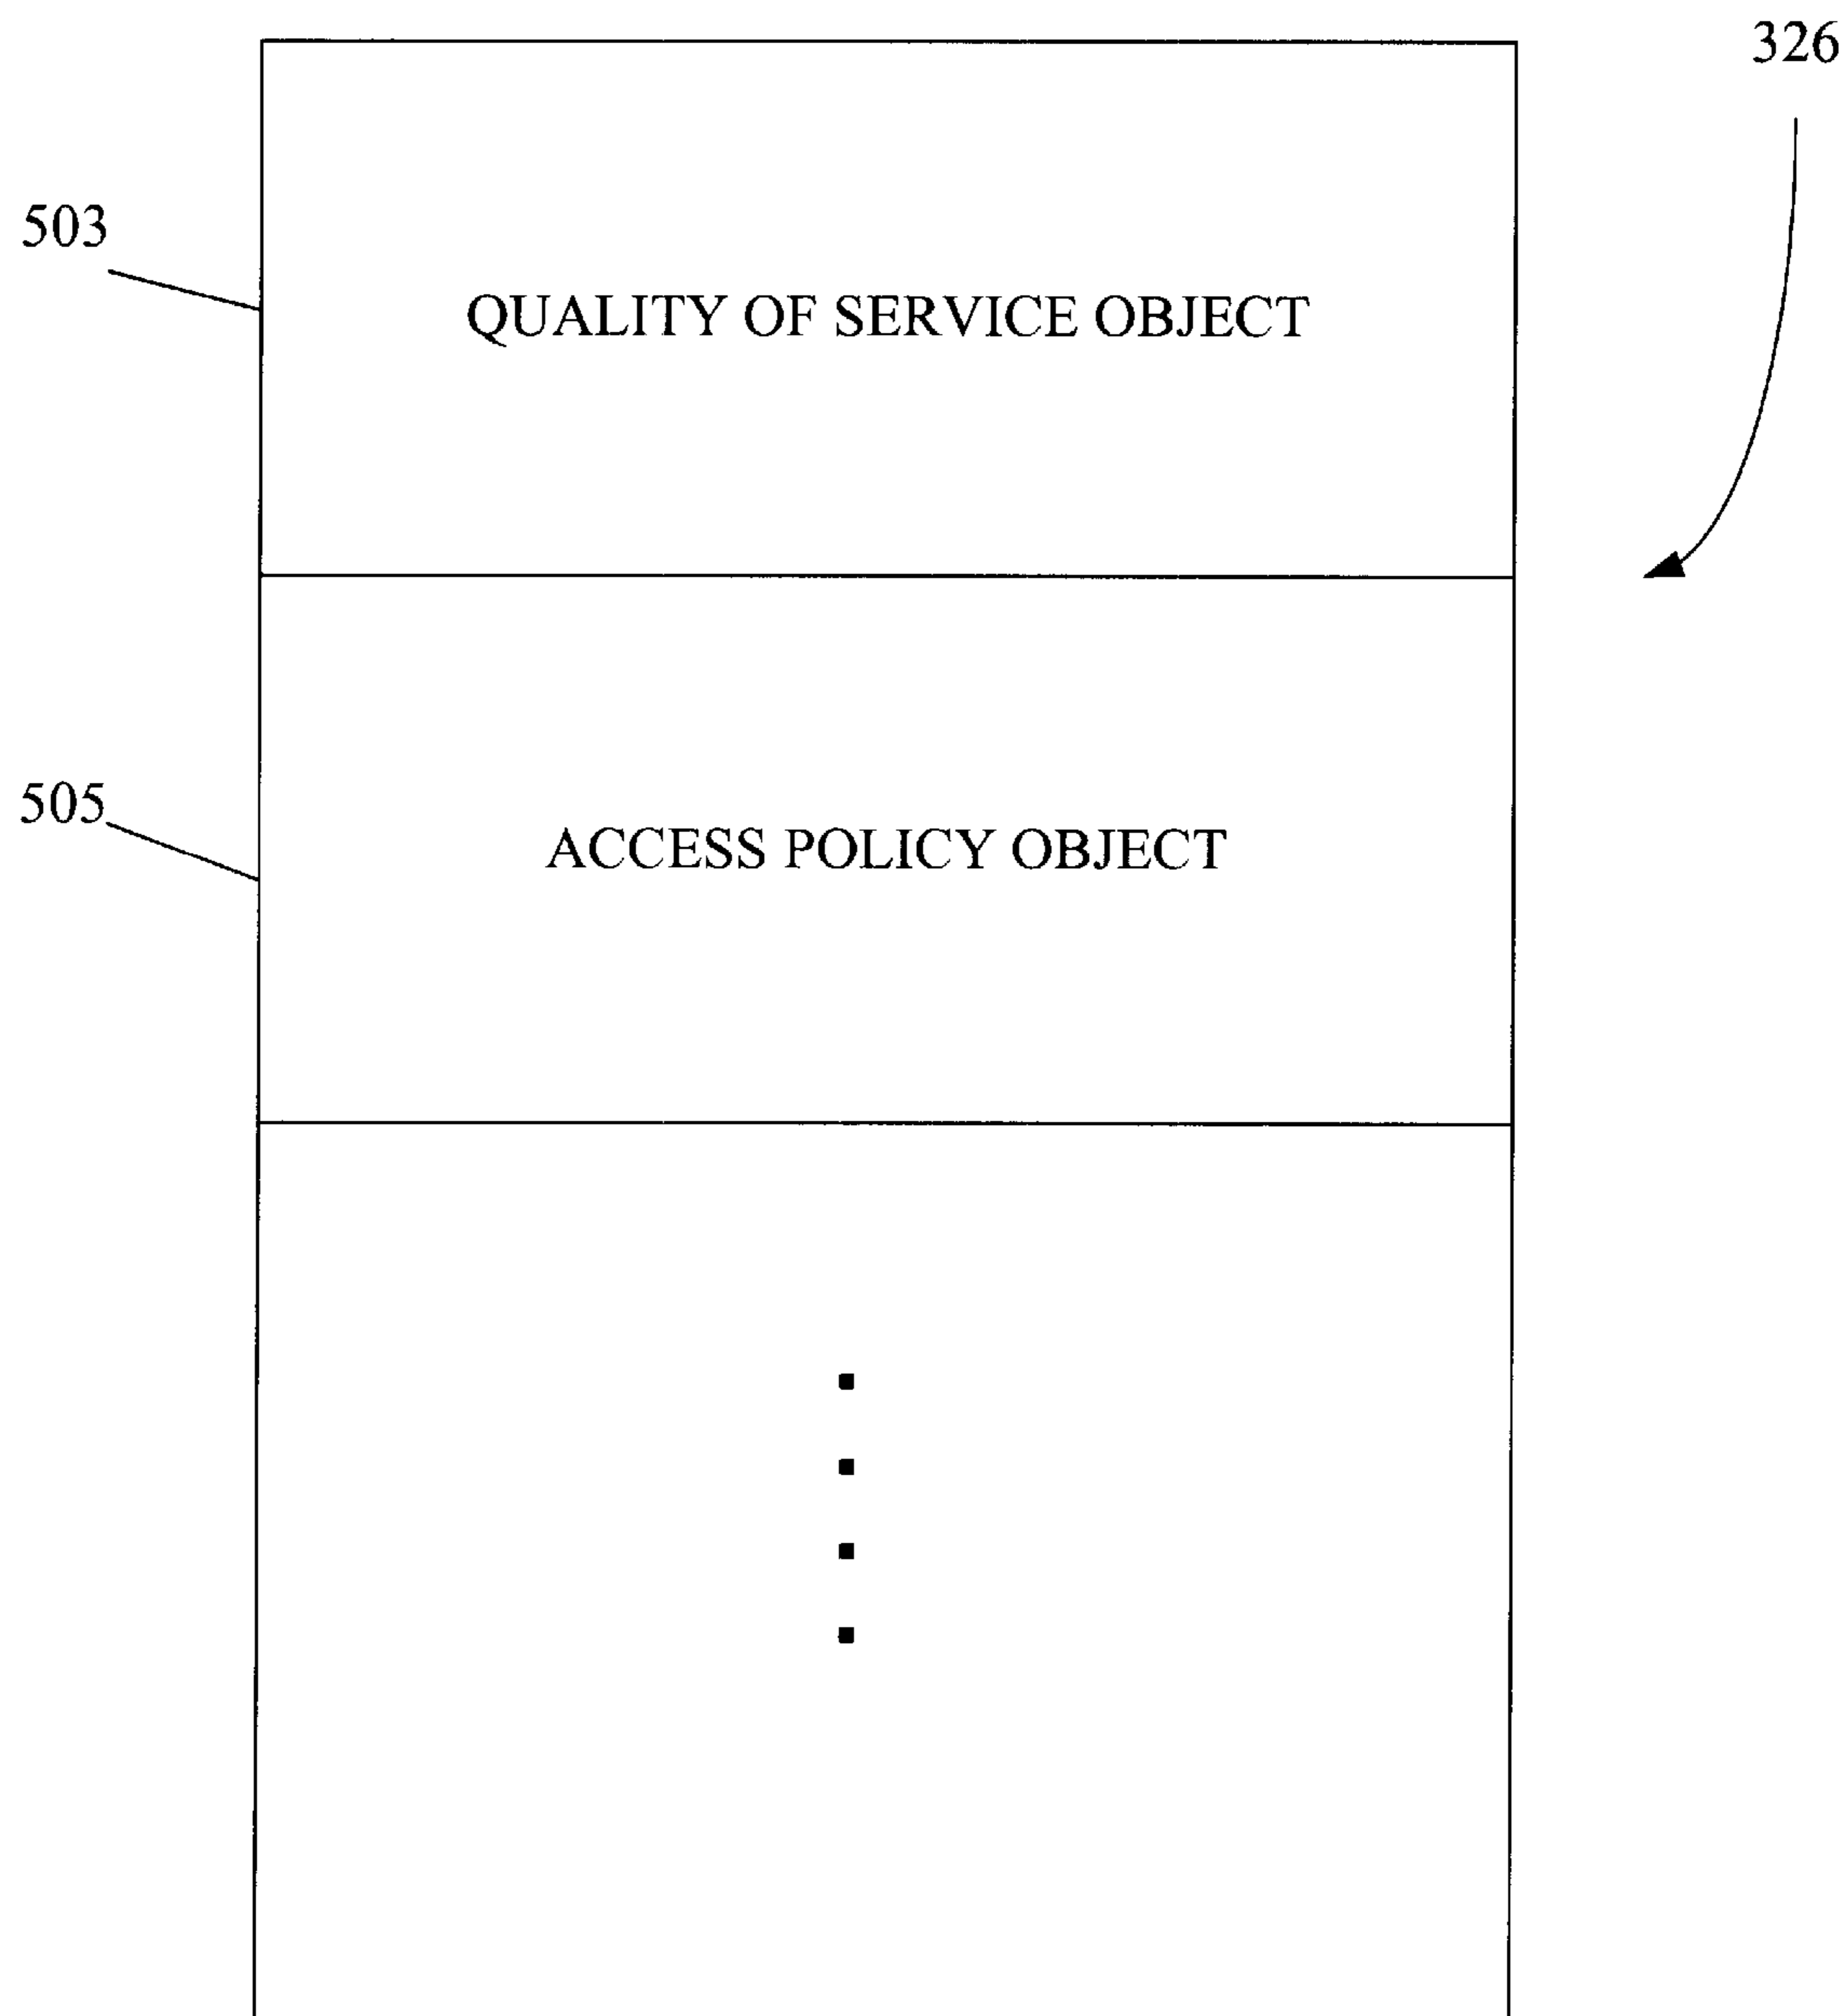 326
503
QUALITY OF SERVICE OBJECT
505
ACCESS POLICY OBJECT